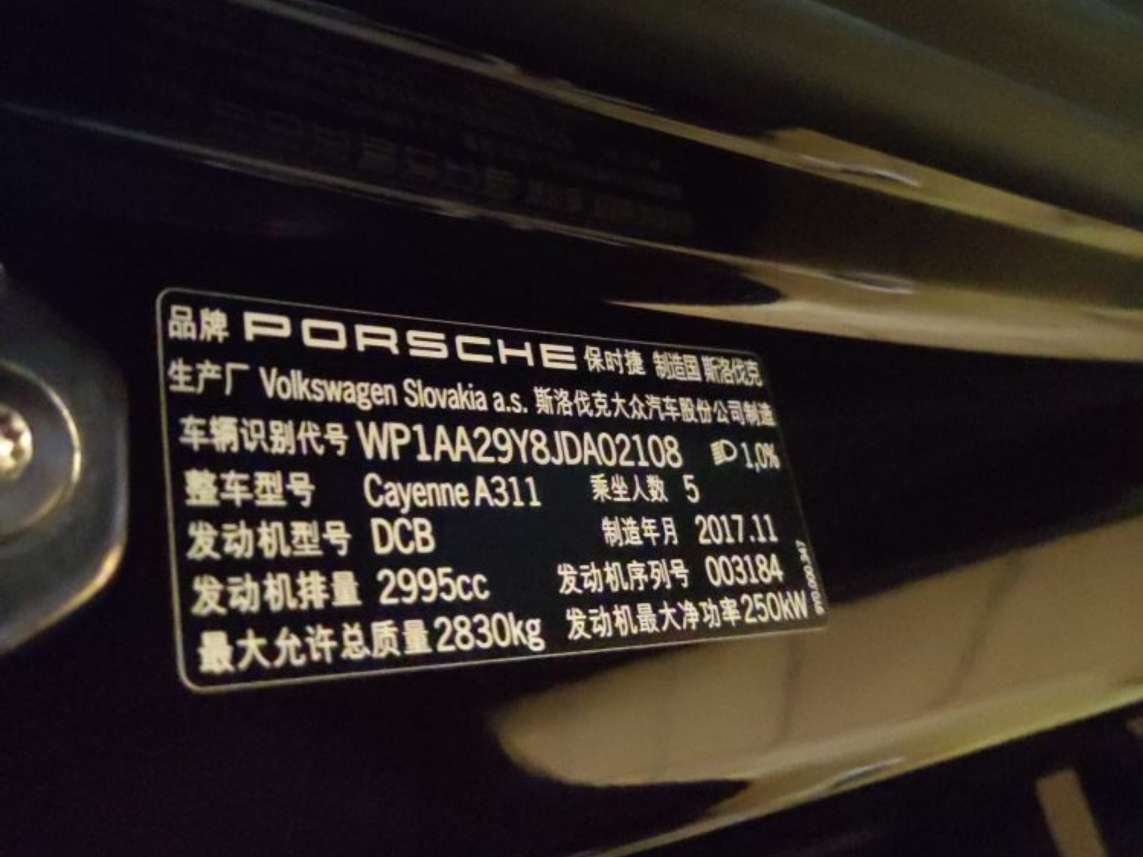 品牌 PORSCHE 保时捷 制造国 斯洛伐克
生产厂 Volkswagen Slovakia a.s. 斯洛伐克大众汽车股份公司制造
车辆识别代号 WP1AA29Y8JDA02108 1,0%
整车型号 Cayenne A311 乘坐人数 5
发动机型号 DCB 制造年月 2017.11
发动机排量 2995cc 发动机序列号 003184
最大允许总质量 2830kg 发动机最大净功率 250kW
9Y0.000.347